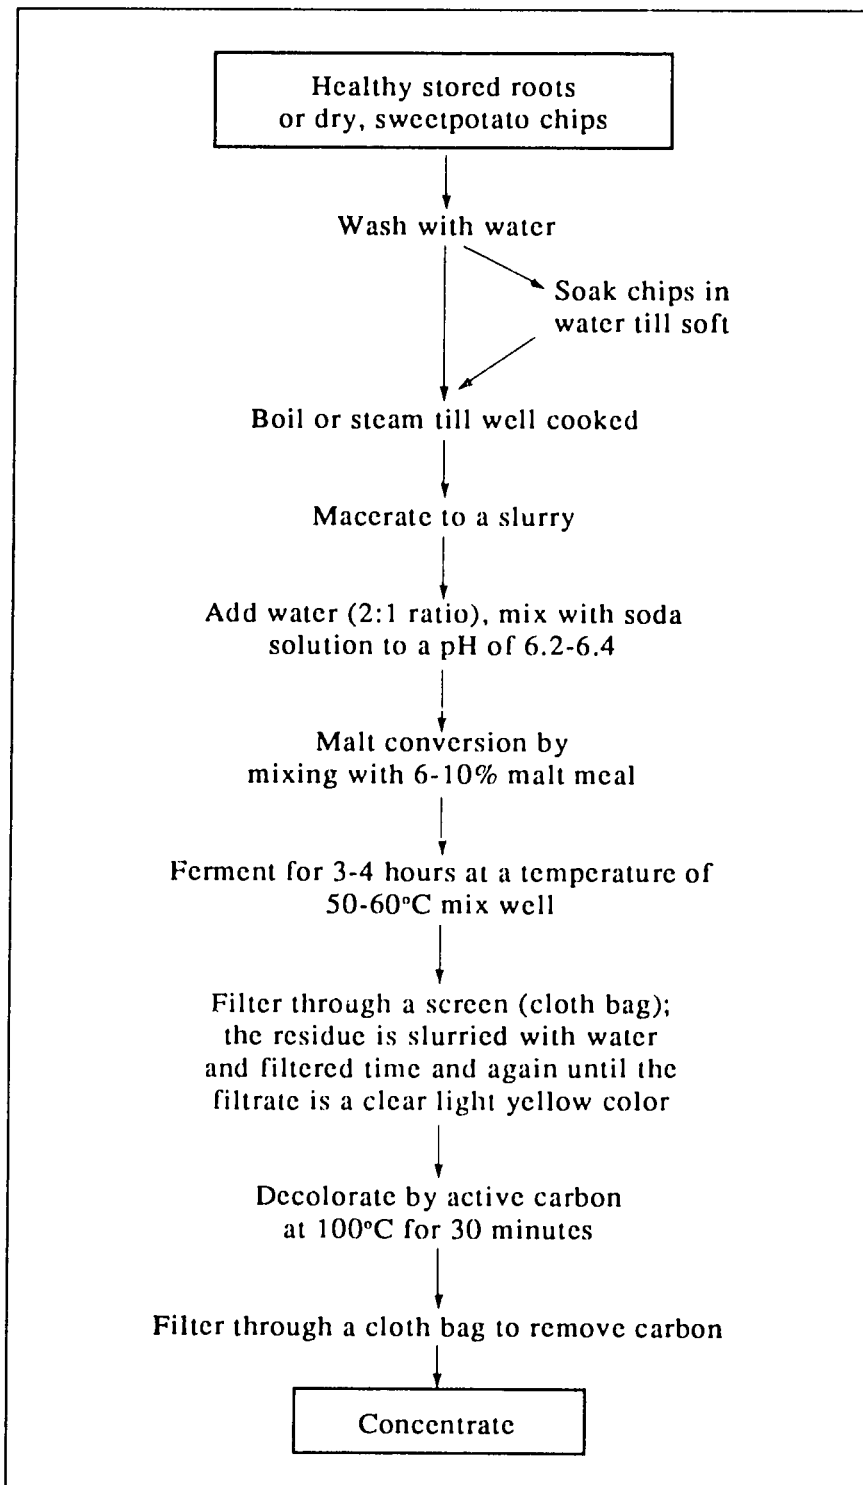 Healthy stored roots
or dry, sweetpotato chips
Wash with water
Soak chips in
water till soft
Boil or steam till well cooked
Macerate to a slurry
Add water (2:1 ratio), mix with soda
solution to a pH of 6.2-6.4
Malt conversion by
mixing with 6-10% malt meal
Ferment for 3-4 hours at a temperature of
50-60°C mix well
Filter through a screen (cloth bag);
the residue is slurried with water
and filtered time and again until the
filtrate is a clear light yellow color
Decolorate by active carbon
at 100°C for 30 minutes
Filter through a cloth bag to remove carbon
Concentrate